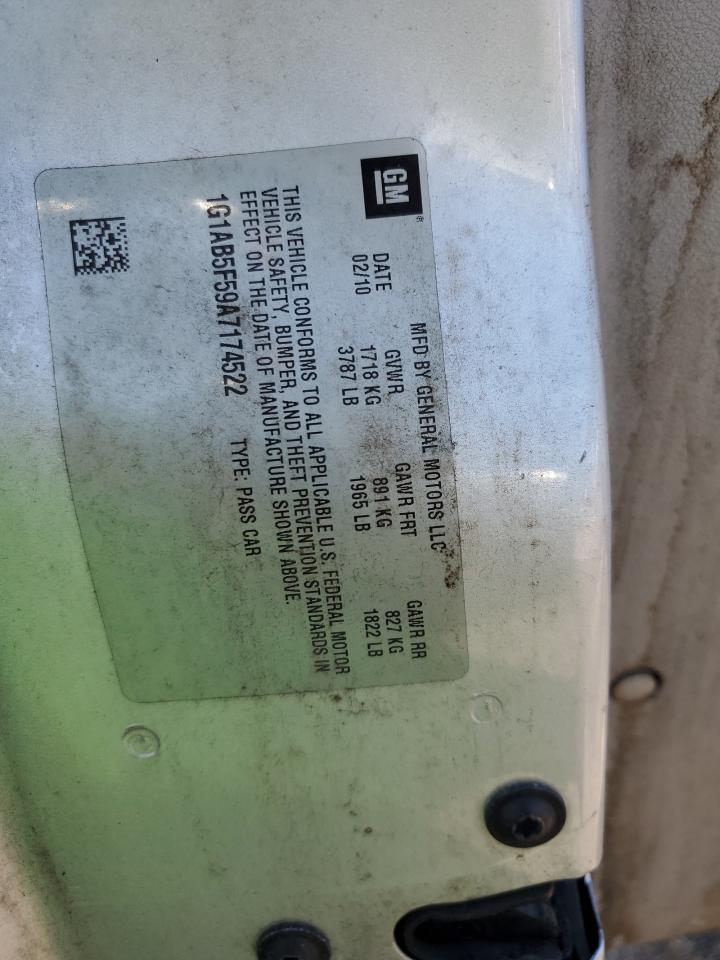 GM®
MFD BY GENERAL MOTORS LLC
DATE GVWR GAWR FRT GAWR RR
02/10 1718 KG 891 KG 827 KG
3787 LB 1965 LB 1822 LB
THIS VEHICLE CONFORMS TO ALL APPLICABLE U.S. FEDERAL MOTOR
VEHICLE SAFETY, BUMPER, AND THEFT PREVENTION STANDARDS IN
EFFECT ON THE DATE OF MANUFACTURE SHOWN ABOVE.
1G1AB5F59A7174522 TYPE: PASS CAR